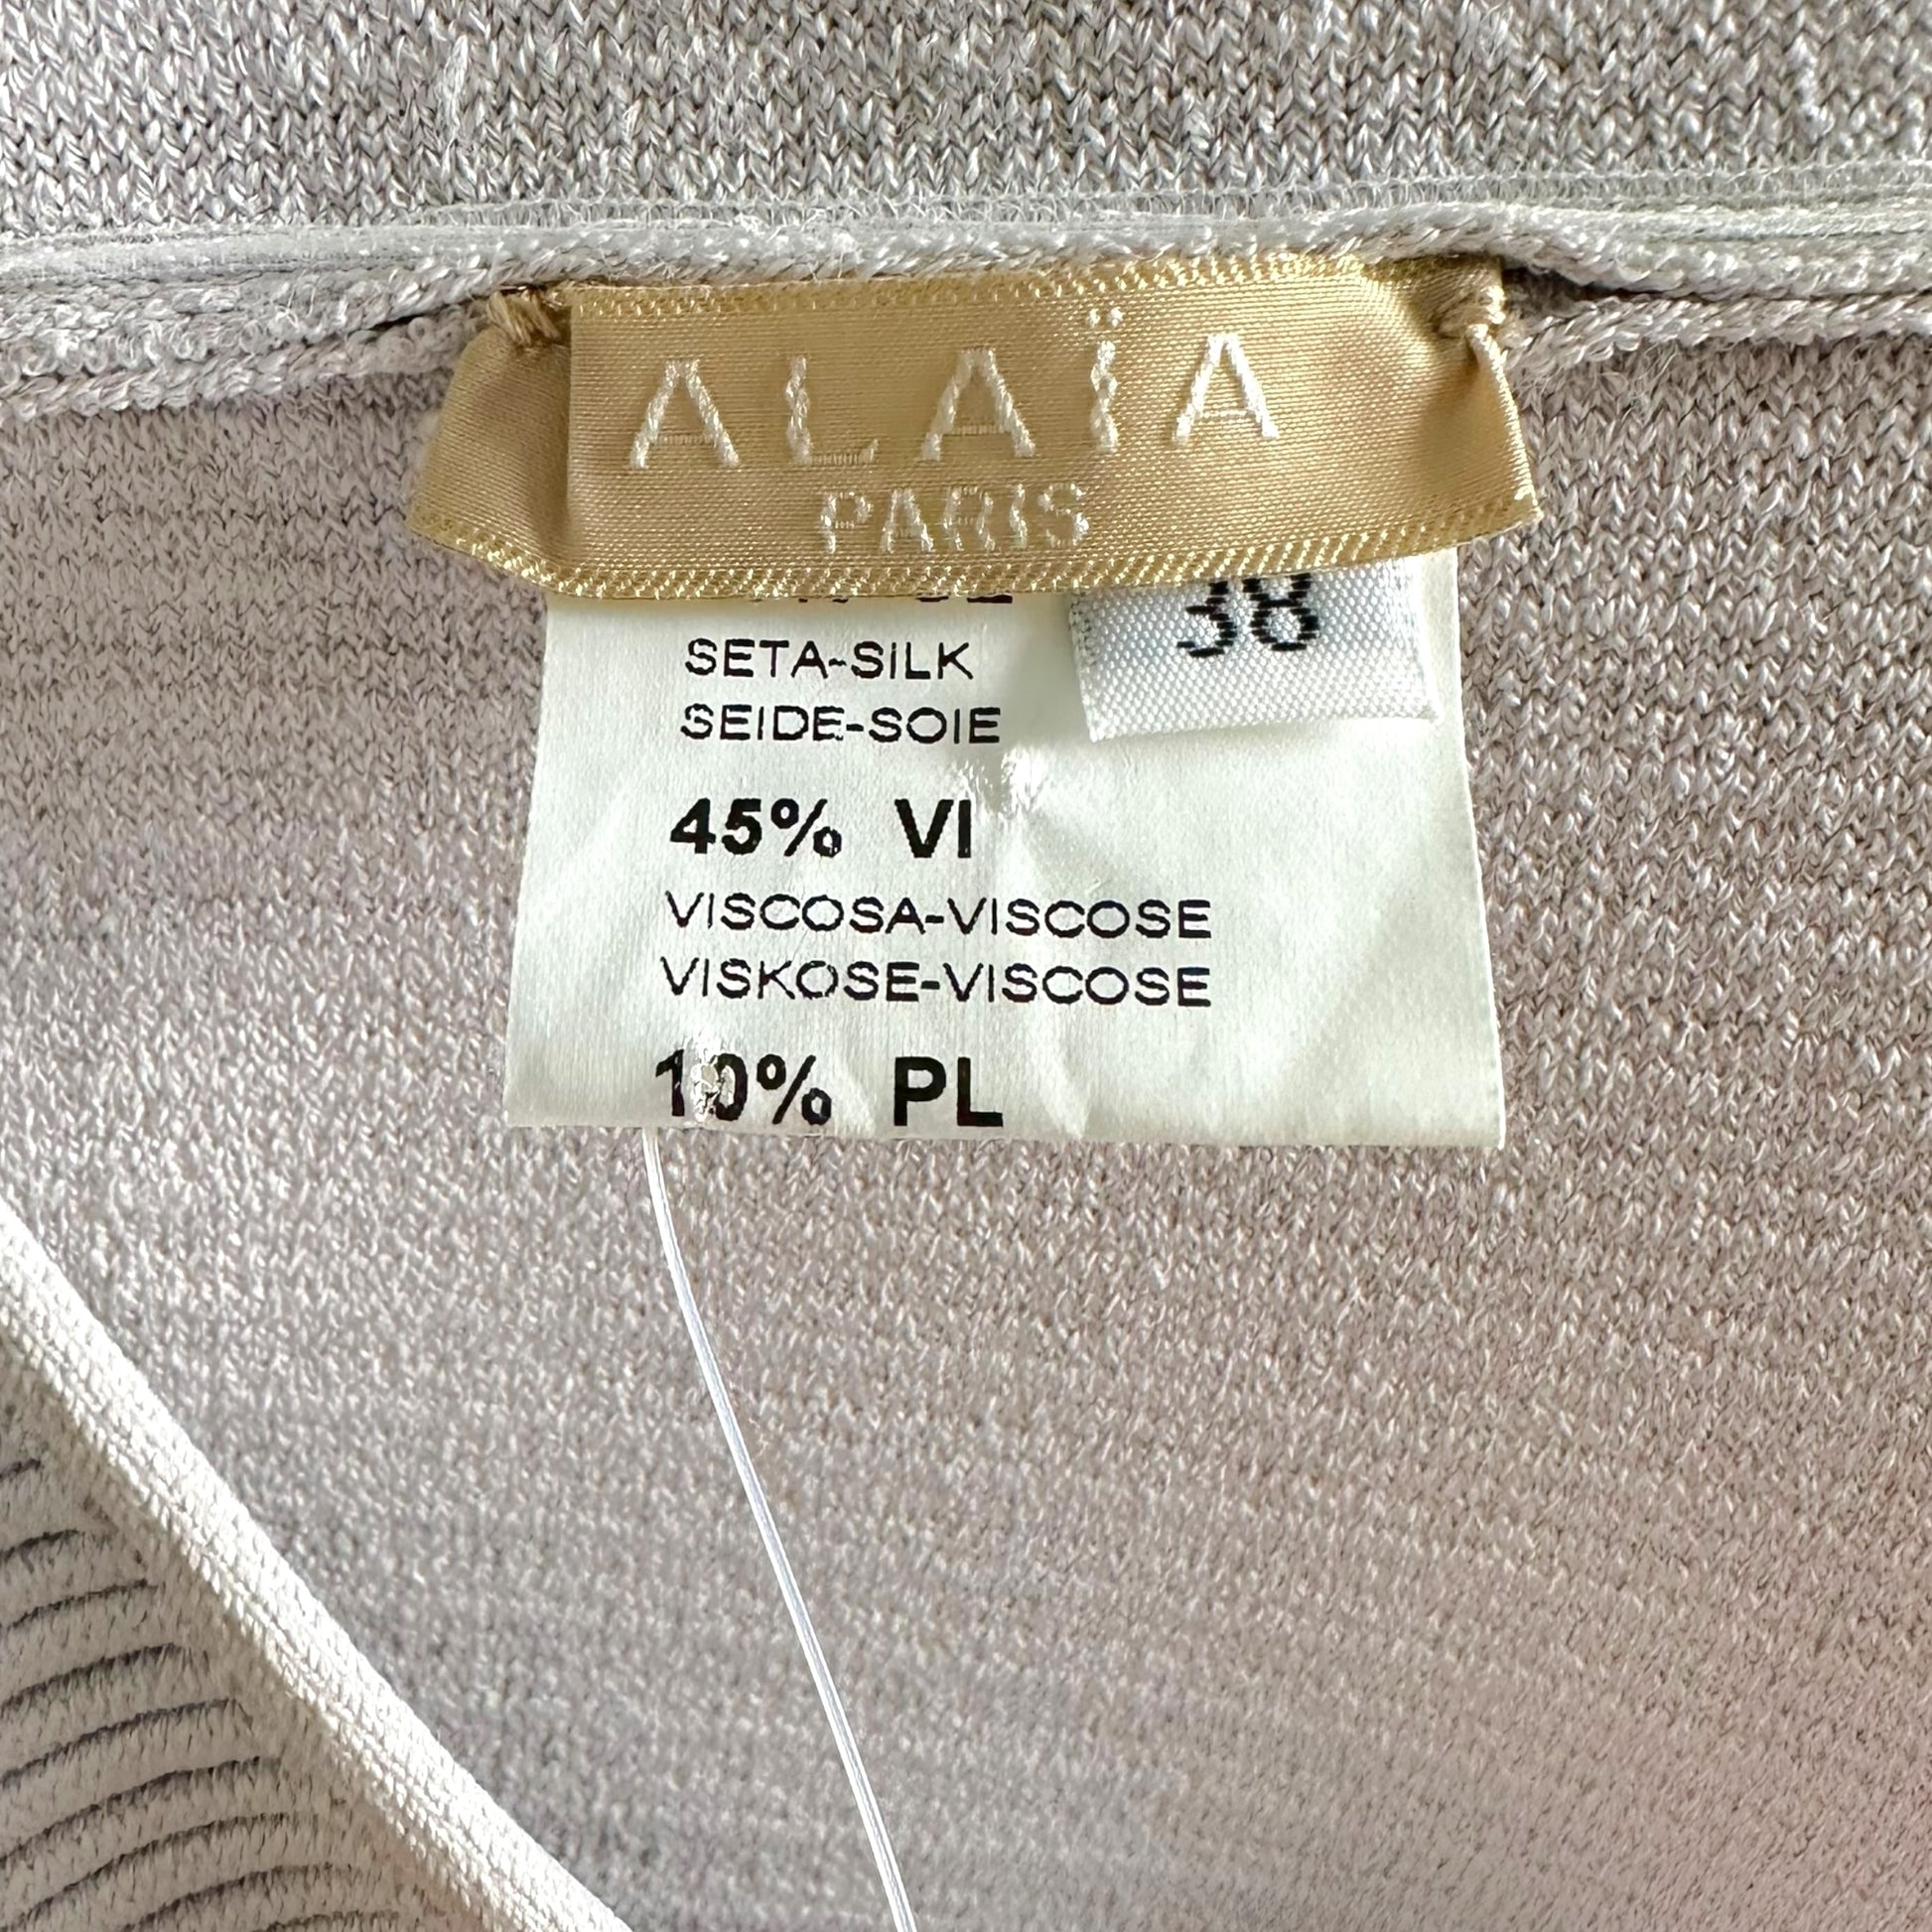 ALAÏA
PARIS
38
SETA-SILK
SEIDE-SOIE
45% VI
VISCOSA-VISCOSE
VISKOSE-VISCOSE
10% PL